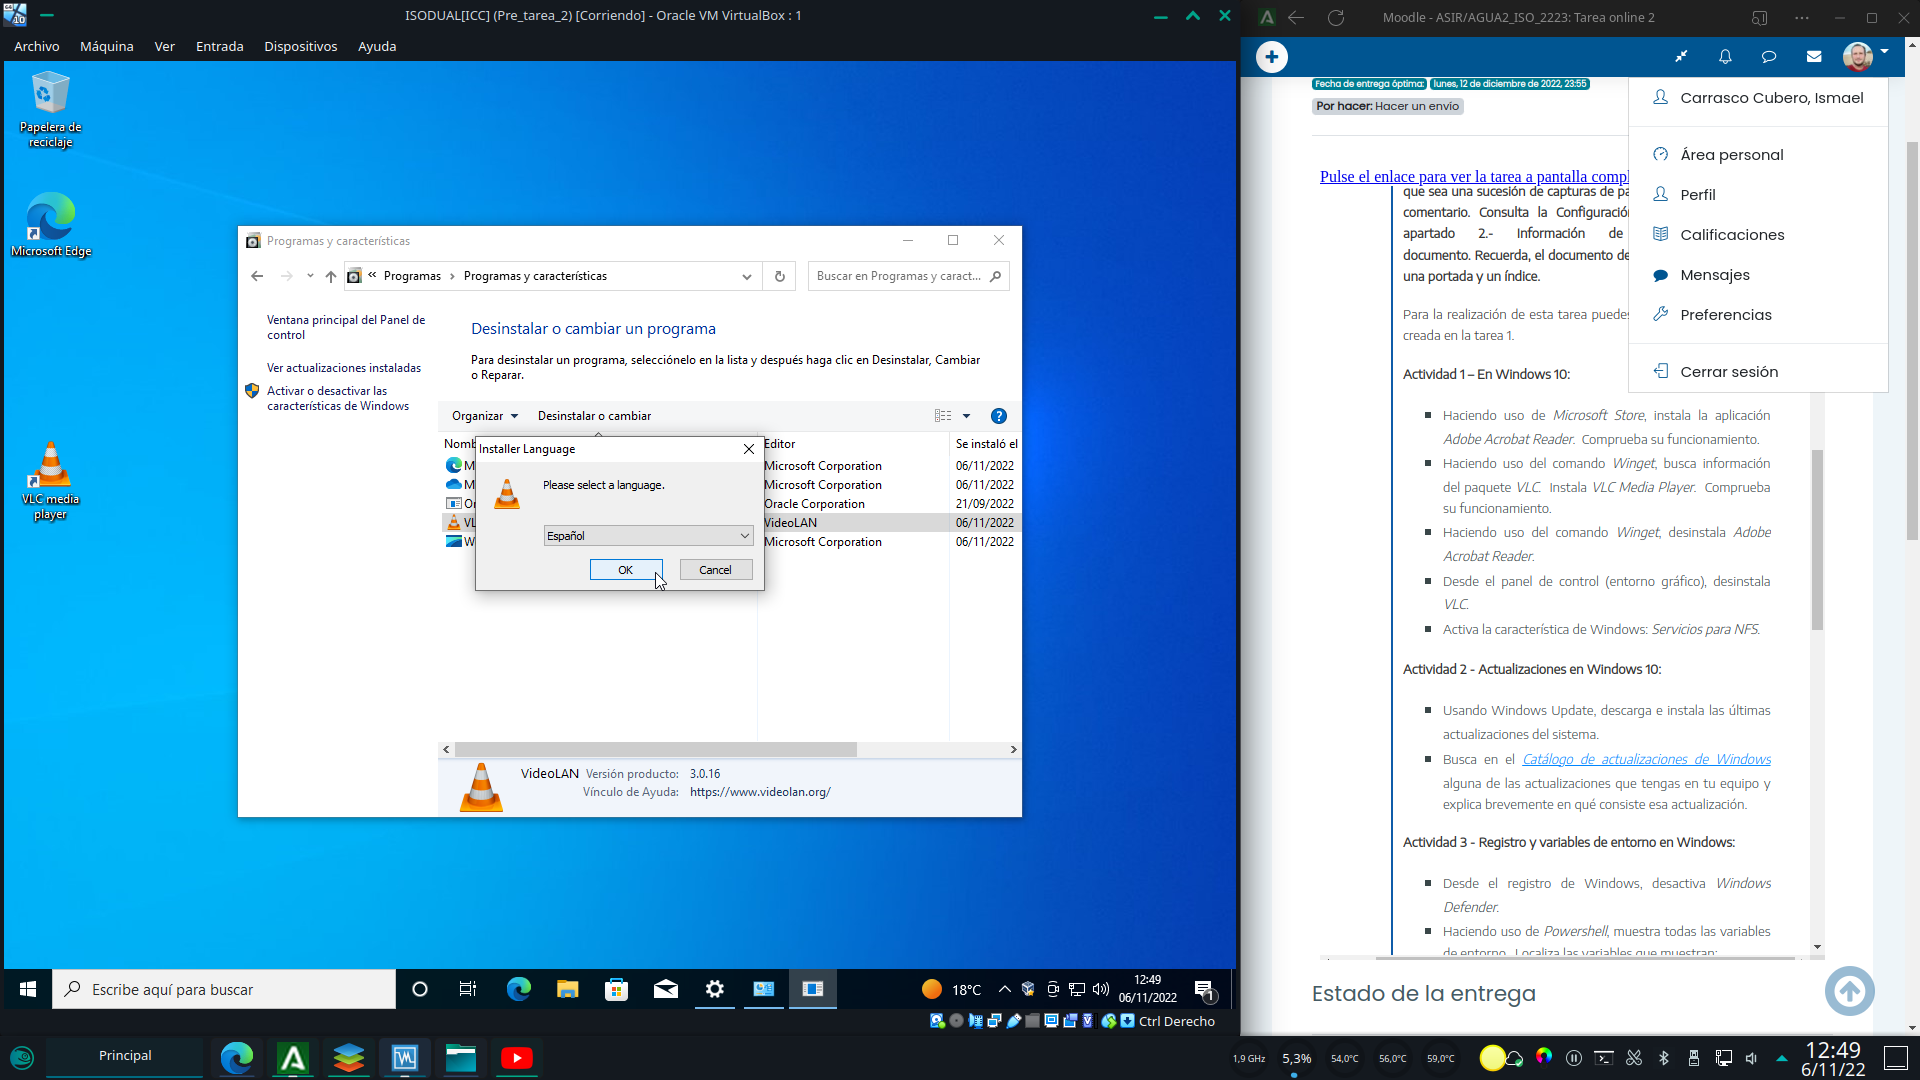 ISODUAL[ICC] (Pre_tarea_2) [Corriendo] - Oracle VM VirtualBox : 1
Archivo Máquina Ver Entrada Dispositivos Ayuda
Papelera de
reciclaje
Microsoft Edge
VLC media
player
Programas y características
Programas Programas y características
Buscar en Programas y caract...
Ventana principal del Panel de
control
Ver actualizaciones instaladas
Activar o desactivar las
características de Windows
Desinstalar o cambiar un programa
Para desinstalar un programa, selecciónelo en la lista y después haga clic en Desinstalar, Cambiar
o Reparar.
Organizar Desinstalar o cambiar
Editor Se instaló el
Microsoft Corporation 06/11/2022
Microsoft Corporation 06/11/2022
Oracle Corporation 21/09/2022
VideoLAN 06/11/2022
Microsoft Corporation 06/11/2022
Installer Language
Please select a language.
Español
OK Cancel
VideoLAN Versión producto: 3.0.16
Vínculo de Ayuda: https://www.videolan.org/
Escribe aquí para buscar
18°C
12:49
06/11/2022
1
Ctrl Derecho
Principal
Moodle - ASIR/AGUA2_ISO_2223: Tarea online 2
Fecha de entrega óptima: lunes, 12 de diciembre de 2022, 23:55
Por hacer: Hacer un envío
Carrasco Cubero, Ismael
Área personal
Perfil
Calificaciones
Mensajes
Preferencias
Cerrar sesión
Pulse el enlace para ver la tarea a pantalla compl
que sea una sucesión de capturas de pa
comentario. Consulta la Configuració
apartado 2.- Información de
documento. Recuerda, el documento de
una portada y un índice.
Para la realización de esta tarea puedes
creada en la tarea 1.
Actividad 1 – En Windows 10:
Haciendo uso de Microsoft Store, instala la aplicación
Adobe Acrobat Reader. Comprueba su funcionamiento.
Haciendo uso del comando Winget, busca información
del paquete VLC. Instala VLC Media Player. Comprueba
su funcionamiento.
Haciendo uso del comando Winget, desinstala Adobe
Acrobat Reader.
Desde el panel de control (entorno gráfico), desinstala
VLC.
Activa la característica de Windows: Servicios para NFS.
Actividad 2 - Actualizaciones en Windows 10:
Usando Windows Update, descarga e instala las últimas
actualizaciones del sistema.
Busca en el Catálogo de actualizaciones de Windows
alguna de las actualizaciones que tengas en tu equipo y
explica brevemente en qué consiste esa actualización.
Actividad 3 - Registro y variables de entorno en Windows:
Desde el registro de Windows, desactiva Windows
Defender.
Haciendo uso de Powershell, muestra todas las variables
de entorno. Localiza las variables que muestran:
Estado de la entrega
1,9 GHz 5,3% 54,0°C 56,0°C 59,0°C
12:49
6/11/22